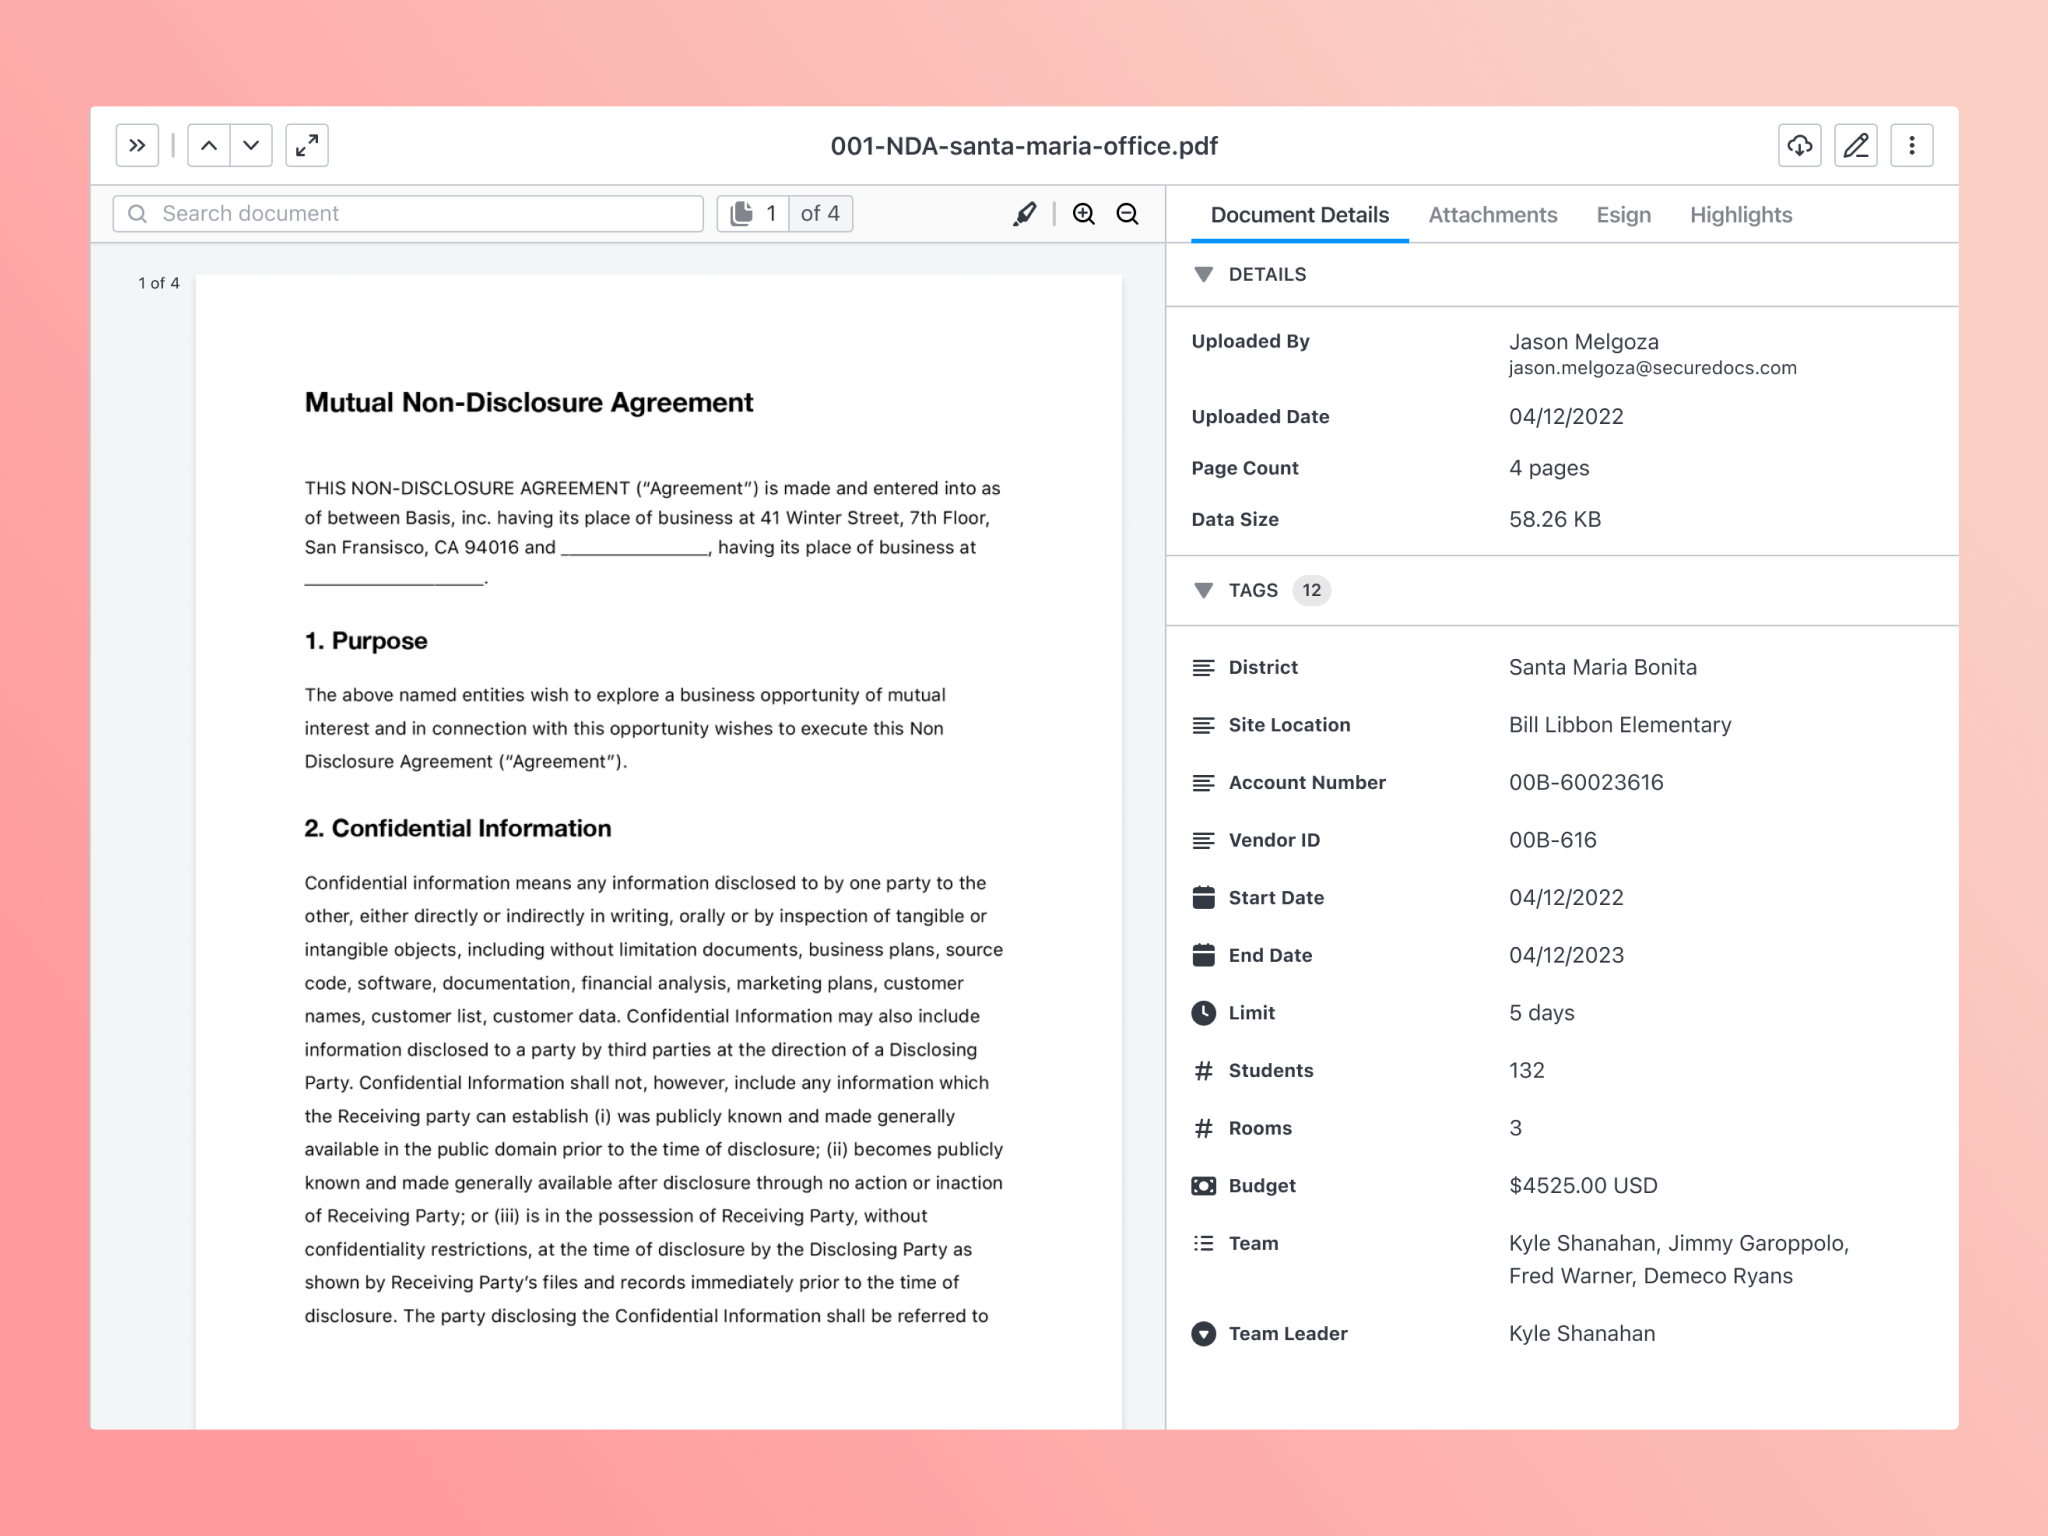 001-NDA-santa-maria-office.pdf
Search document
1 of 4
Document Details Attachments Esign Highlights
1 of 4
Mutual Non-Disclosure Agreement
THIS NON-DISCLOSURE AGREEMENT (“Agreement”) is made and entered into as
of between Basis, inc. having its place of business at 41 Winter Street, 7th Floor,
San Fransisco, CA 94016 and ______________, having its place of business at
_________________.
1. Purpose
The above named entities wish to explore a business opportunity of mutual
interest and in connection with this opportunity wishes to execute this Non
Disclosure Agreement (“Agreement”).
2. Confidential Information
Confidential information means any information disclosed to by one party to the
other, either directly or indirectly in writing, orally or by inspection of tangible or
intangible objects, including without limitation documents, business plans, source
code, software, documentation, financial analysis, marketing plans, customer
names, customer list, customer data. Confidential Information may also include
information disclosed to a party by third parties at the direction of a Disclosing
Party. Confidential Information shall not, however, include any information which
the Receiving party can establish (i) was publicly known and made generally
available in the public domain prior to the time of disclosure; (ii) becomes publicly
known and made generally available after disclosure through no action or inaction
of Receiving Party; or (iii) is in the possession of Receiving Party, without
confidentiality restrictions, at the time of disclosure by the Disclosing Party as
shown by Receiving Party’s files and records immediately prior to the time of
disclosure. The party disclosing the Confidential Information shall be referred to
DETAILS
Uploaded By Jason Melgoza
jason.melgoza@securedocs.com
Uploaded Date 04/12/2022
Page Count 4 pages
Data Size 58.26 KB
TAGS 12
District Santa Maria Bonita
Site Location Bill Libbon Elementary
Account Number 00B-60023616
Vendor ID 00B-616
Start Date 04/12/2022
End Date 04/12/2023
Limit 5 days
# Students 132
# Rooms 3
Budget $4525.00 USD
Team Kyle Shanahan, Jimmy Garoppolo,
Fred Warner, Demeco Ryans
Team Leader Kyle Shanahan